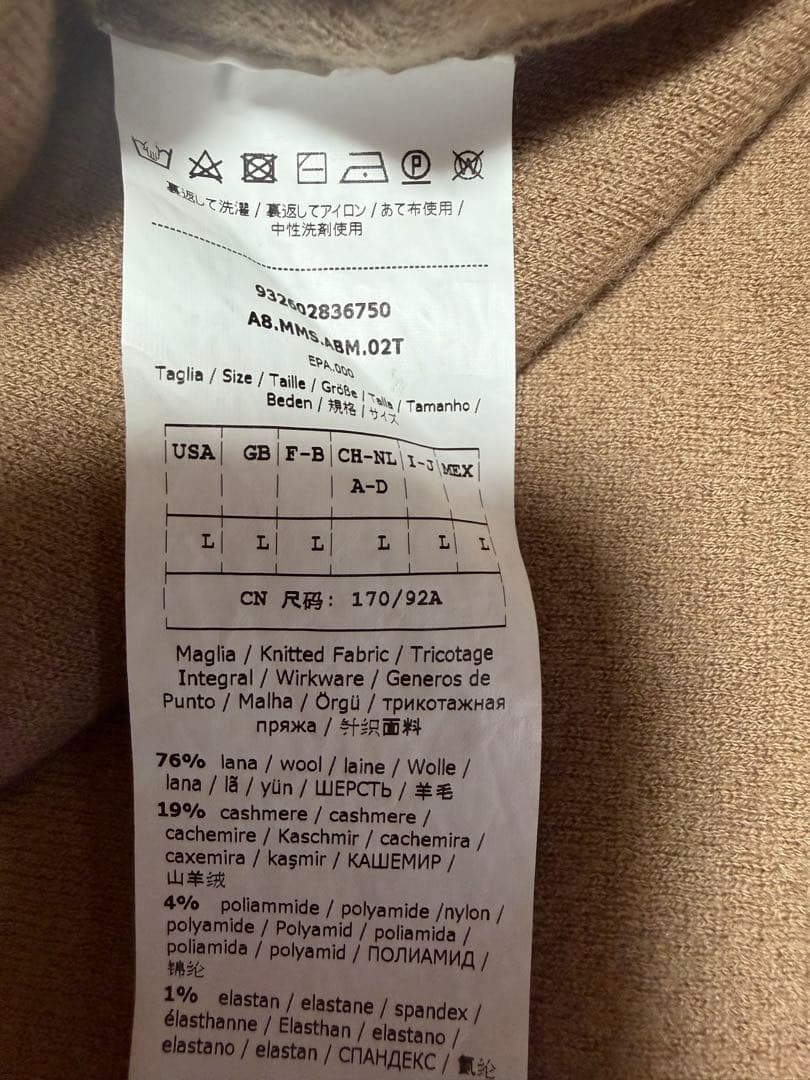 P W
裏返して洗濯 / 裏返してアイロン / あて布使用 /
中性洗剤使用
932602836750
A8.MMS.ABM.02T
EPA.000
Taglia / Size / Taille / Größe / Talla / Tamanho /
Beden / 規格 / サイズ
USA GB F-B CH-NL I-J MEX
A-D
L L L L L L
CN 尺码: 170/92A
Maglia / Knitted Fabric / Tricotage
Integral / Wirkware / Generos de
Punto / Malha / Örgü / трикотажная
пряжа / 针织面料
76% lana / wool / laine / Wolle /
lana / lã / yün / ШЕРСТЬ / 羊毛
19% cashmere / cashmere /
cachemire / Kaschmir / cachemira /
caxemira / kaşmir / КАШЕМИР /
山羊绒
4% poliammide / polyamide /nylon /
polyamide / Polyamid / poliamida /
poliamida / polyamid / ПОЛИАМИД /
锦纶
1% elastan / elastane / spandex /
élasthanne / Elasthan / elastano /
elastano / elastan / СПАНДЕКС / 氨纶